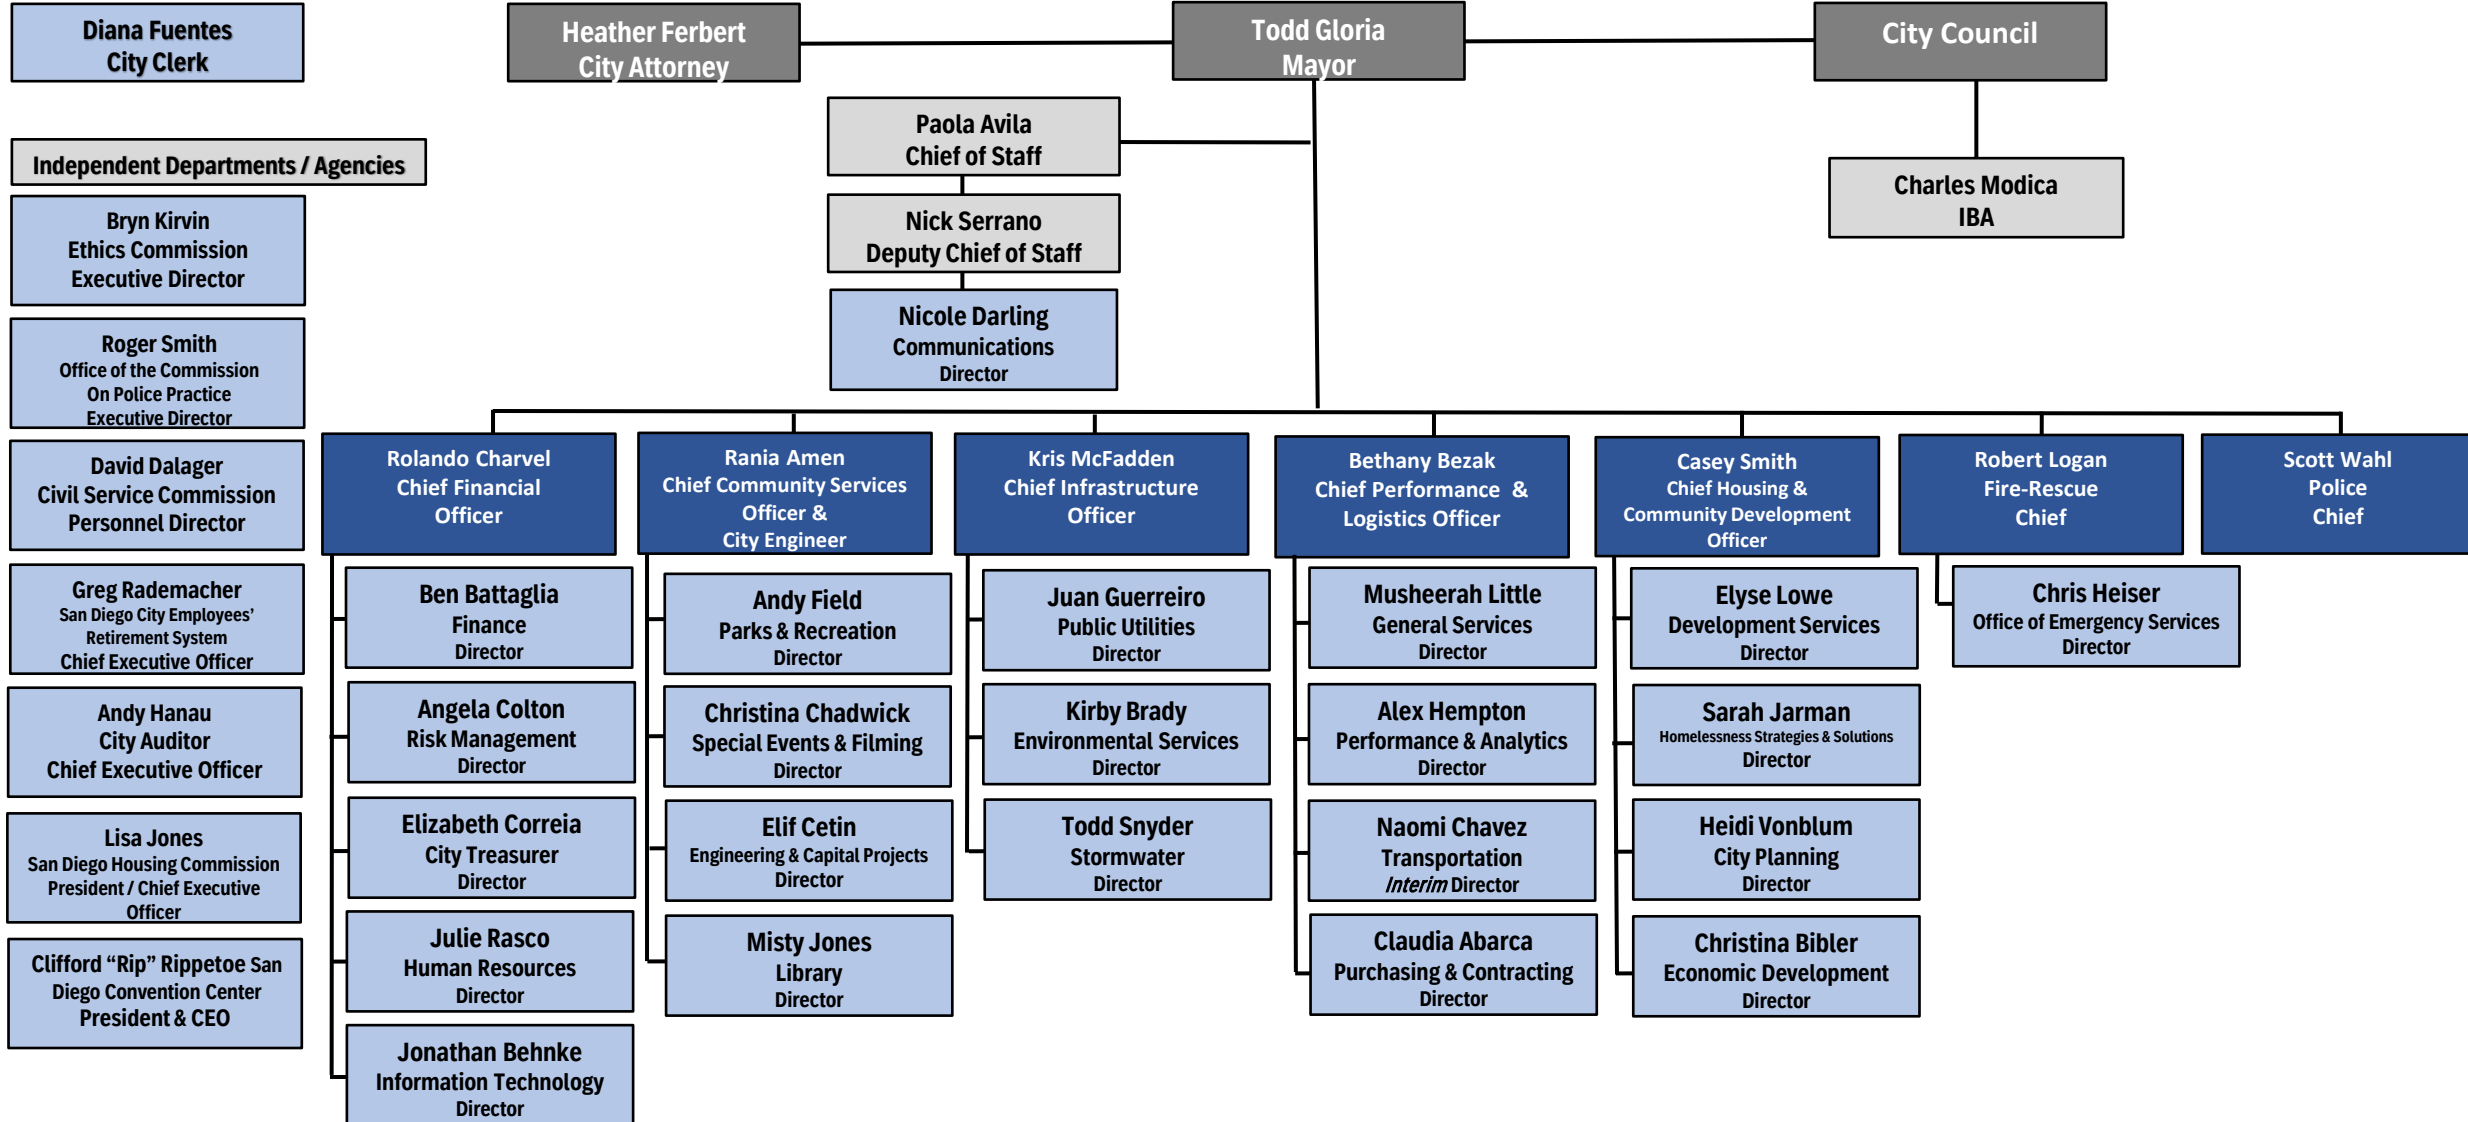 Diana Fuentes
City Clerk
Heather Ferbert
City Attorney
Todd Gloria
Mayor
City Council
Paola Avila
Chief of Staff
Nick Serrano
Deputy Chief of Staff
Nicole Darling
Communications
Director
Charles Modica
IBA
Independent Departments / Agencies
Bryn Kirvin
Ethics Commission
Executive Director
Roger Smith
Office of the Commission
On Police Practice
Executive Director
David Dalager
Civil Service Commission
Personnel Director
Greg Rademacher
San Diego City Employees’
Retirement System
Chief Executive Officer
Andy Hanau
City Auditor
Chief Executive Officer
Lisa Jones
San Diego Housing Commission
President / Chief Executive
Officer
Clifford “Rip” Rippetoe San
Diego Convention Center
President & CEO
Rolando Charvel
Chief Financial
Officer
Ben Battaglia
Finance
Director
Angela Colton
Risk Management
Director
Elizabeth Correia
City Treasurer
Director
Julie Rasco
Human Resources
Director
Jonathan Behnke
Information Technology
Director
Rania Amen
Chief Community Services
Officer &
City Engineer
Andy Field
Parks & Recreation
Director
Christina Chadwick
Special Events & Filming
Director
Elif Cetin
Engineering & Capital Projects
Director
Misty Jones
Library
Director
Kris McFadden
Chief Infrastructure
Officer
Juan Guerreiro
Public Utilities
Director
Kirby Brady
Environmental Services
Director
Todd Snyder
Stormwater
Director
Bethany Bezak
Chief Performance &
Logistics Officer
Musheerah Little
General Services
Director
Alex Hempton
Performance & Analytics
Director
Naomi Chavez
Transportation
Interim Director
Claudia Abarca
Purchasing & Contracting
Director
Casey Smith
Chief Housing &
Community Development
Officer
Elyse Lowe
Development Services
Director
Sarah Jarman
Homelessness Strategies & Solutions
Director
Heidi Vonblum
City Planning
Director
Christina Bibler
Economic Development
Director
Robert Logan
Fire-Rescue
Chief
Chris Heiser
Office of Emergency Services
Director
Scott Wahl
Police
Chief